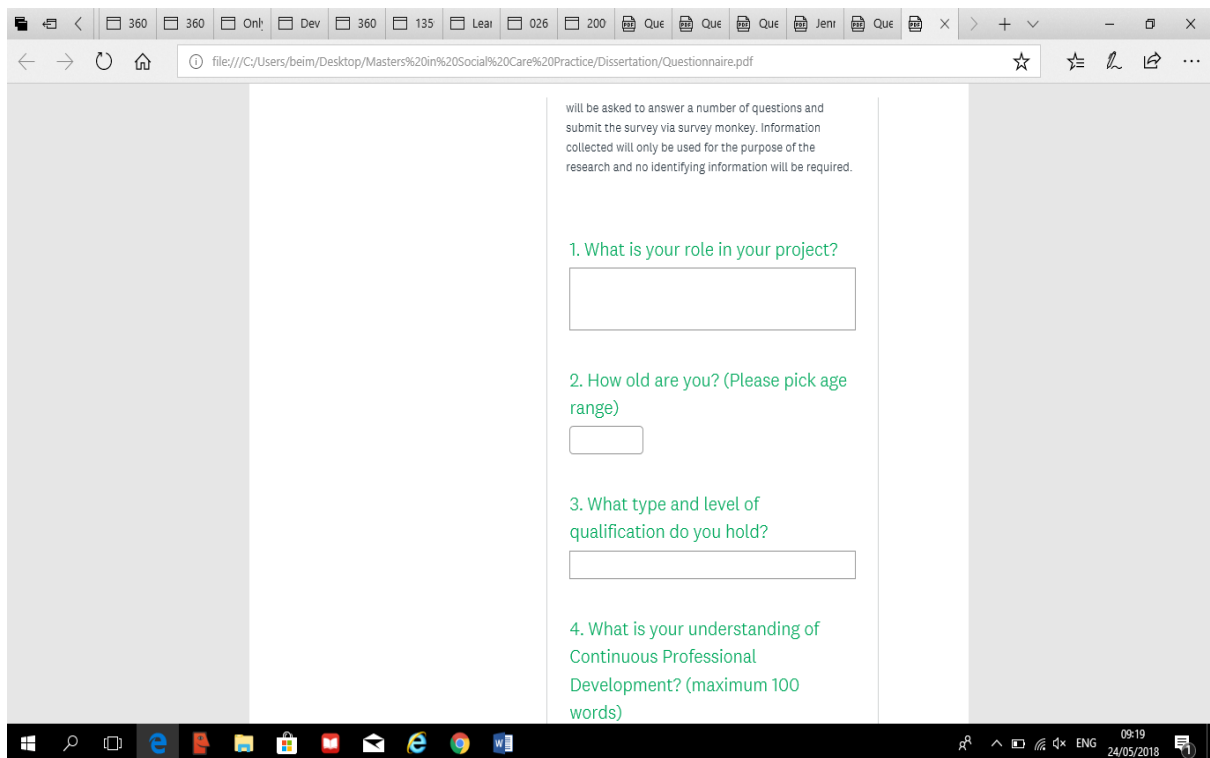 360
360
Onl
Dev
360
135
Lear
026
200
Que
Que
Que
Jenn
Que
file:///C:/Users/beim/Desktop/Masters%20in%20Social%20Care%20Practice/Dissertation/Questionnaire.pdf
will be asked to answer a number of questions and
submit the survey via survey monkey. Information
collected will only be used for the purpose of the
research and no identifying information will be required.
1. What is your role in your project?
2. How old are you? (Please pick age
range)
3. What type and level of
qualification do you hold?
4. What is your understanding of
Continuous Professional
Development? (maximum 100
words)
ENG
09:19
24/05/2018
1